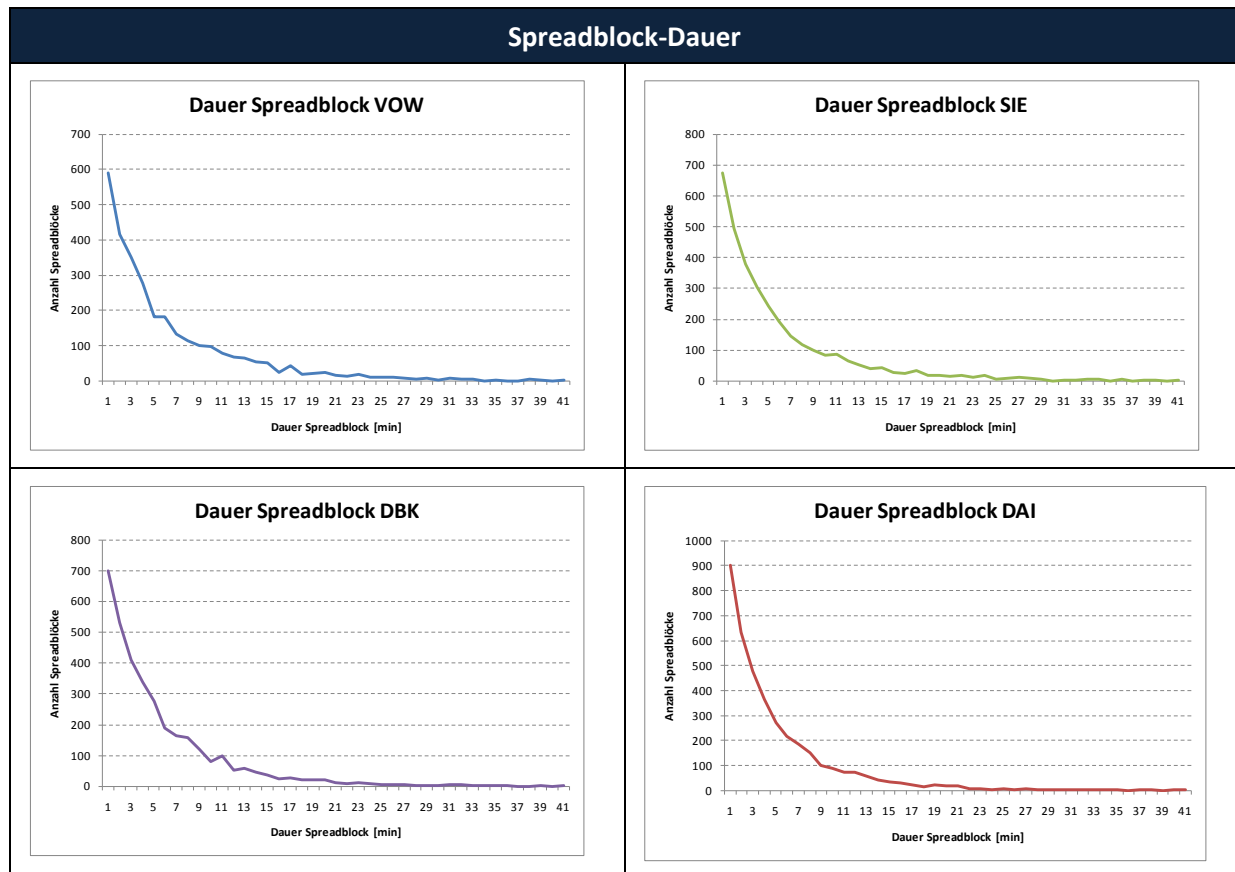 Spreadblock-Dauer
Dauer Spreadblock VOW
700
600
500
400
300
200
100
0
Anzahl Spreadblöcke
1 3 5 7 9 11 13 15 17 19 21 23 25 27 29 31 33 35 37 39 41
Dauer Spreadblock [min]
Dauer Spreadblock SIE
800
700
600
500
400
300
200
100
0
Anzahl Spreadblöcke
1 3 5 7 9 11 13 15 17 19 21 23 25 27 29 31 33 35 37 39 41
Dauer Spreadblock [min]
Dauer Spreadblock DBK
800
700
600
500
400
300
200
100
0
Anzahl Spreadblöcke
1 3 5 7 9 11 13 15 17 19 21 23 25 27 29 31 33 35 37 39 41
Dauer Spreadblock [min]
Dauer Spreadblock DAI
1000
900
800
700
600
500
400
300
200
100
0
Anzahl Spreadblöcke
1 3 5 7 9 11 13 15 17 19 21 23 25 27 29 31 33 35 37 39 41
Dauer Spreadblock [min]